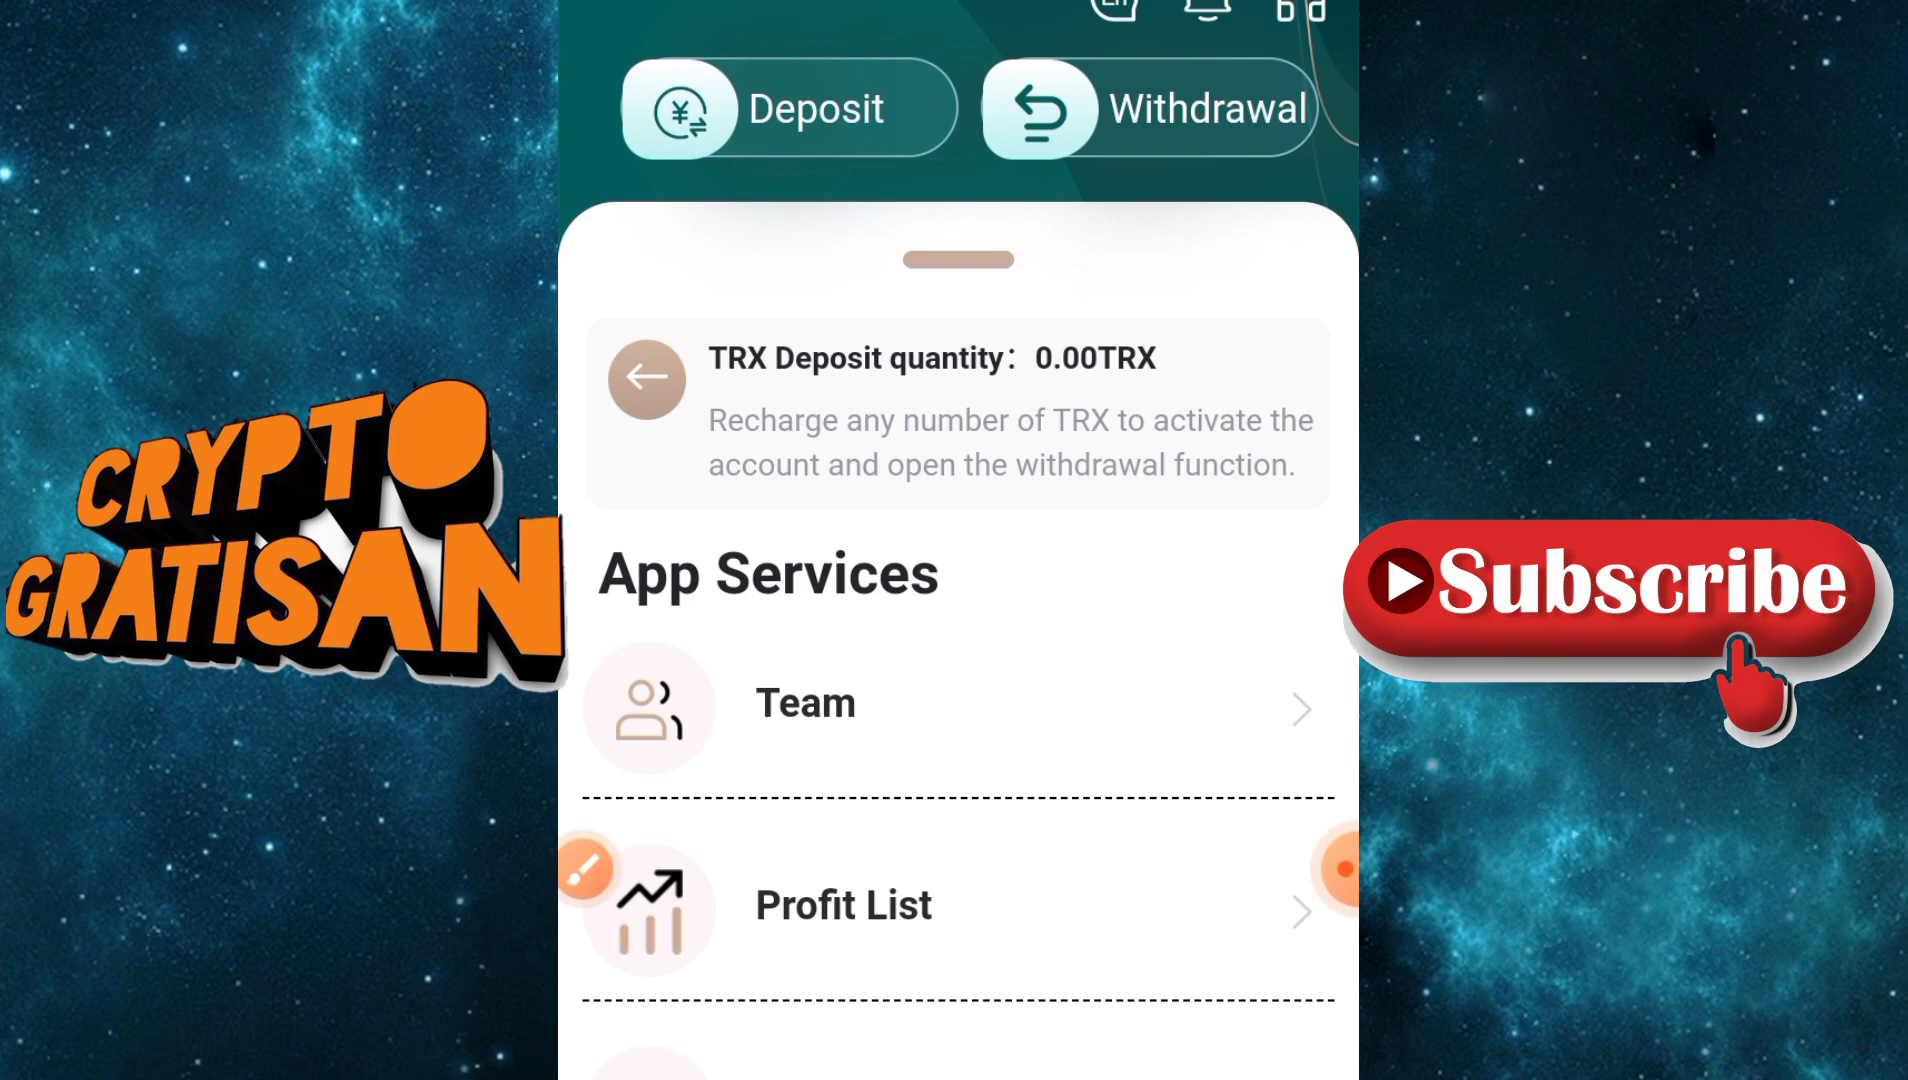 Deposit
Withdrawal
TRX Deposit quantity： 0.00TRX
Recharge any number of TRX to activate the
account and open the withdrawal function.
CRYPTO
GRATISAN
App Services
Subscribe
Team
Profit List